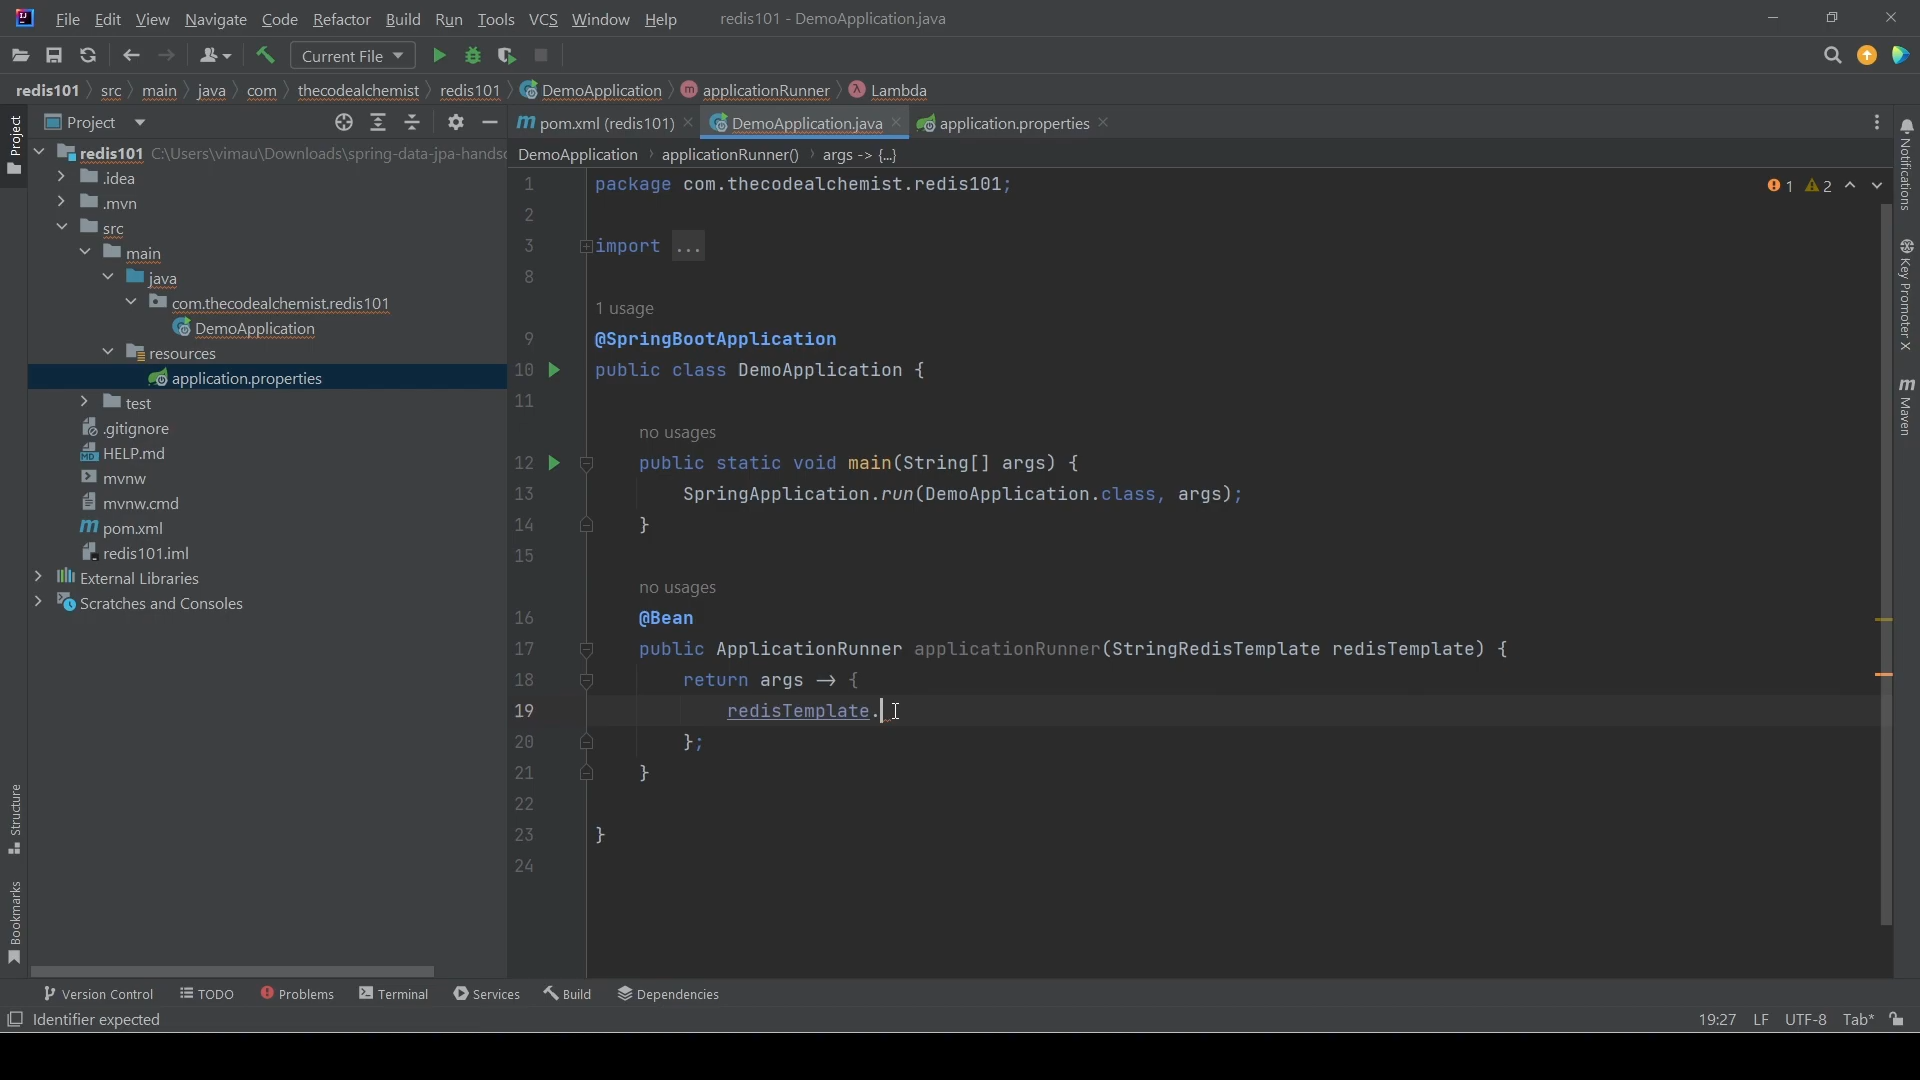 File Edit View Navigate Code Refactor Build Run Tools VCS Window Help redis101 - DemoApplication.java
Current File
redis101 src main java com thecodealchemist redis101 DemoApplication applicationRunner Lambda
Project
pom.xml (redis101) DemoApplication.java application.properties
DemoApplication applicationRunner() args -> {...}
redis101 C:\Users\vimau\Downloads\spring-data-jpa-handsc
.idea
.mvn
src
main
java
com.thecodealchemist.redis101
DemoApplication
resources
application.properties
test
.gitignore
HELP.md
mvnw
mvnw.cmd
pom.xml
redis101.iml
External Libraries
Scratches and Consoles
1 package com.thecodealchemist.redis101;
2
3 import ...
8
1 usage
9 @SpringBootApplication
10 public class DemoApplication {
11
no usages
12 public static void main(String[] args) {
13 SpringApplication.run(DemoApplication.class, args);
14 }
15
no usages
16 @Bean
17 public ApplicationRunner applicationRunner(StringRedisTemplate redisTemplate) {
18 return args → {
19 redisTemplate.
20 };
21 }
22
23 }
24
1 2
Project
Structure
Bookmarks
Notifications
Key Promoter X
Maven
Version Control TODO Problems Terminal Services Build Dependencies
Identifier expected 19:27 LF UTF-8 Tab*